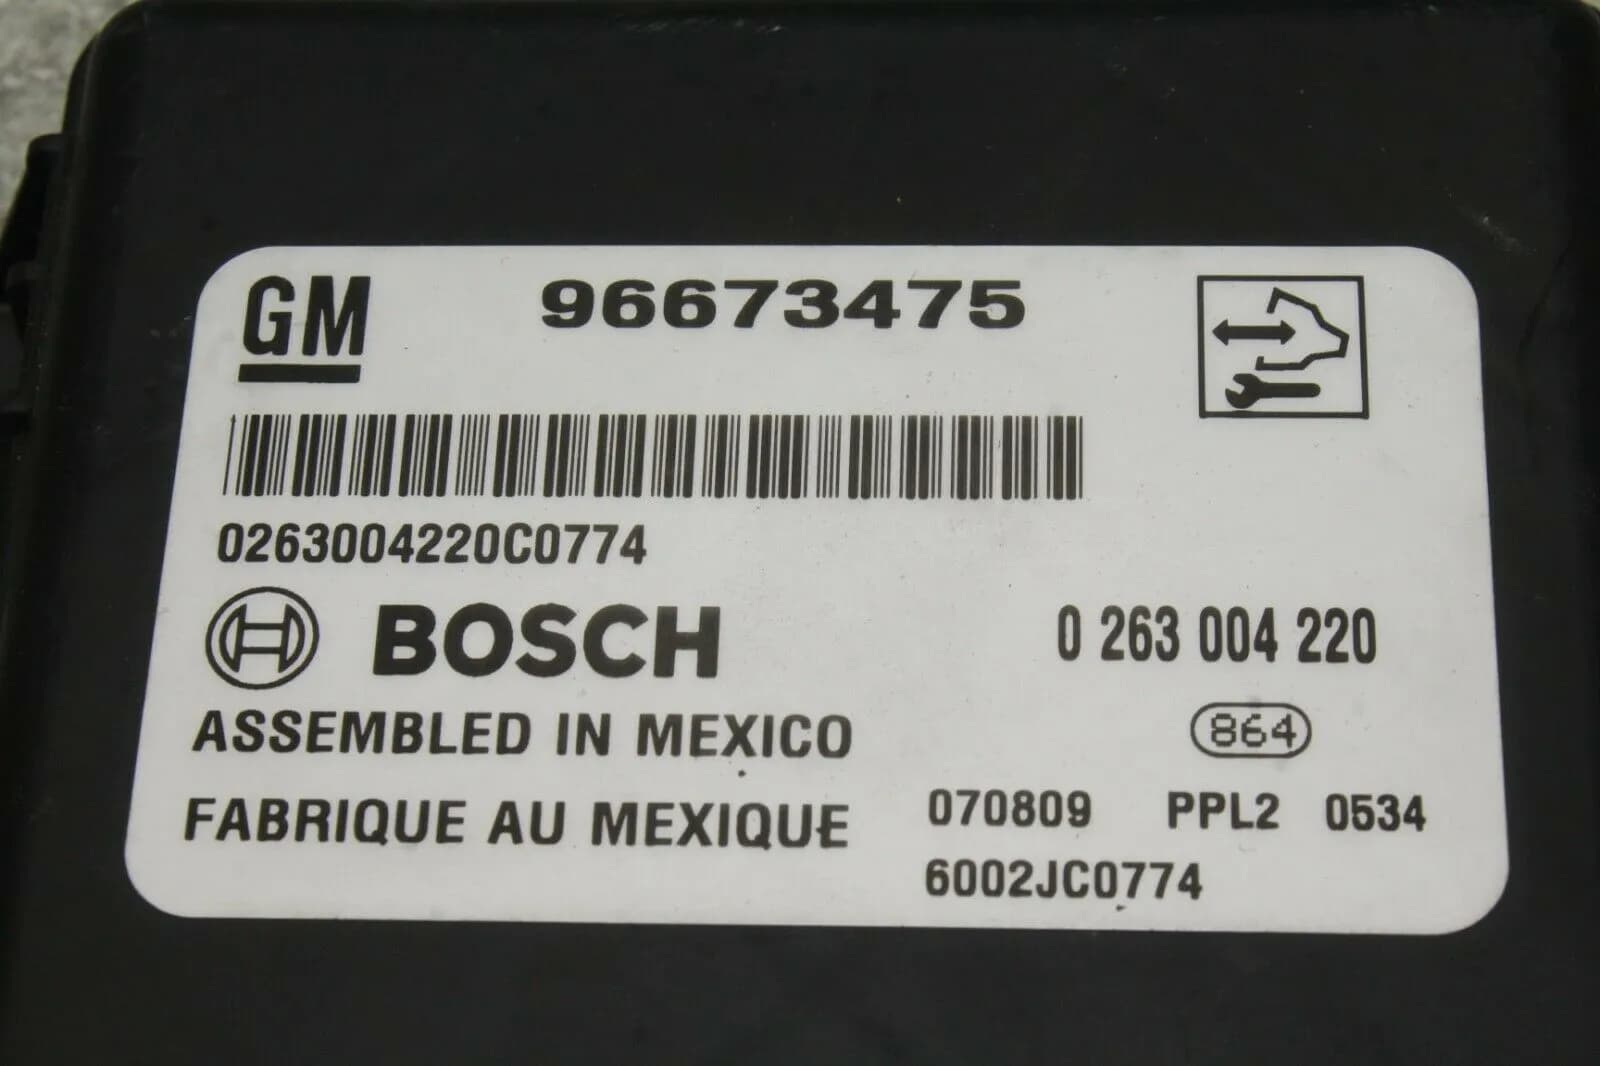 GM 96673475
0263004220C0774
BOSCH 0 263 004 220
ASSEMBLED IN MEXICO 864
FABRIQUE AU MEXIQUE 070809 PPL2 0534
6002JC0774